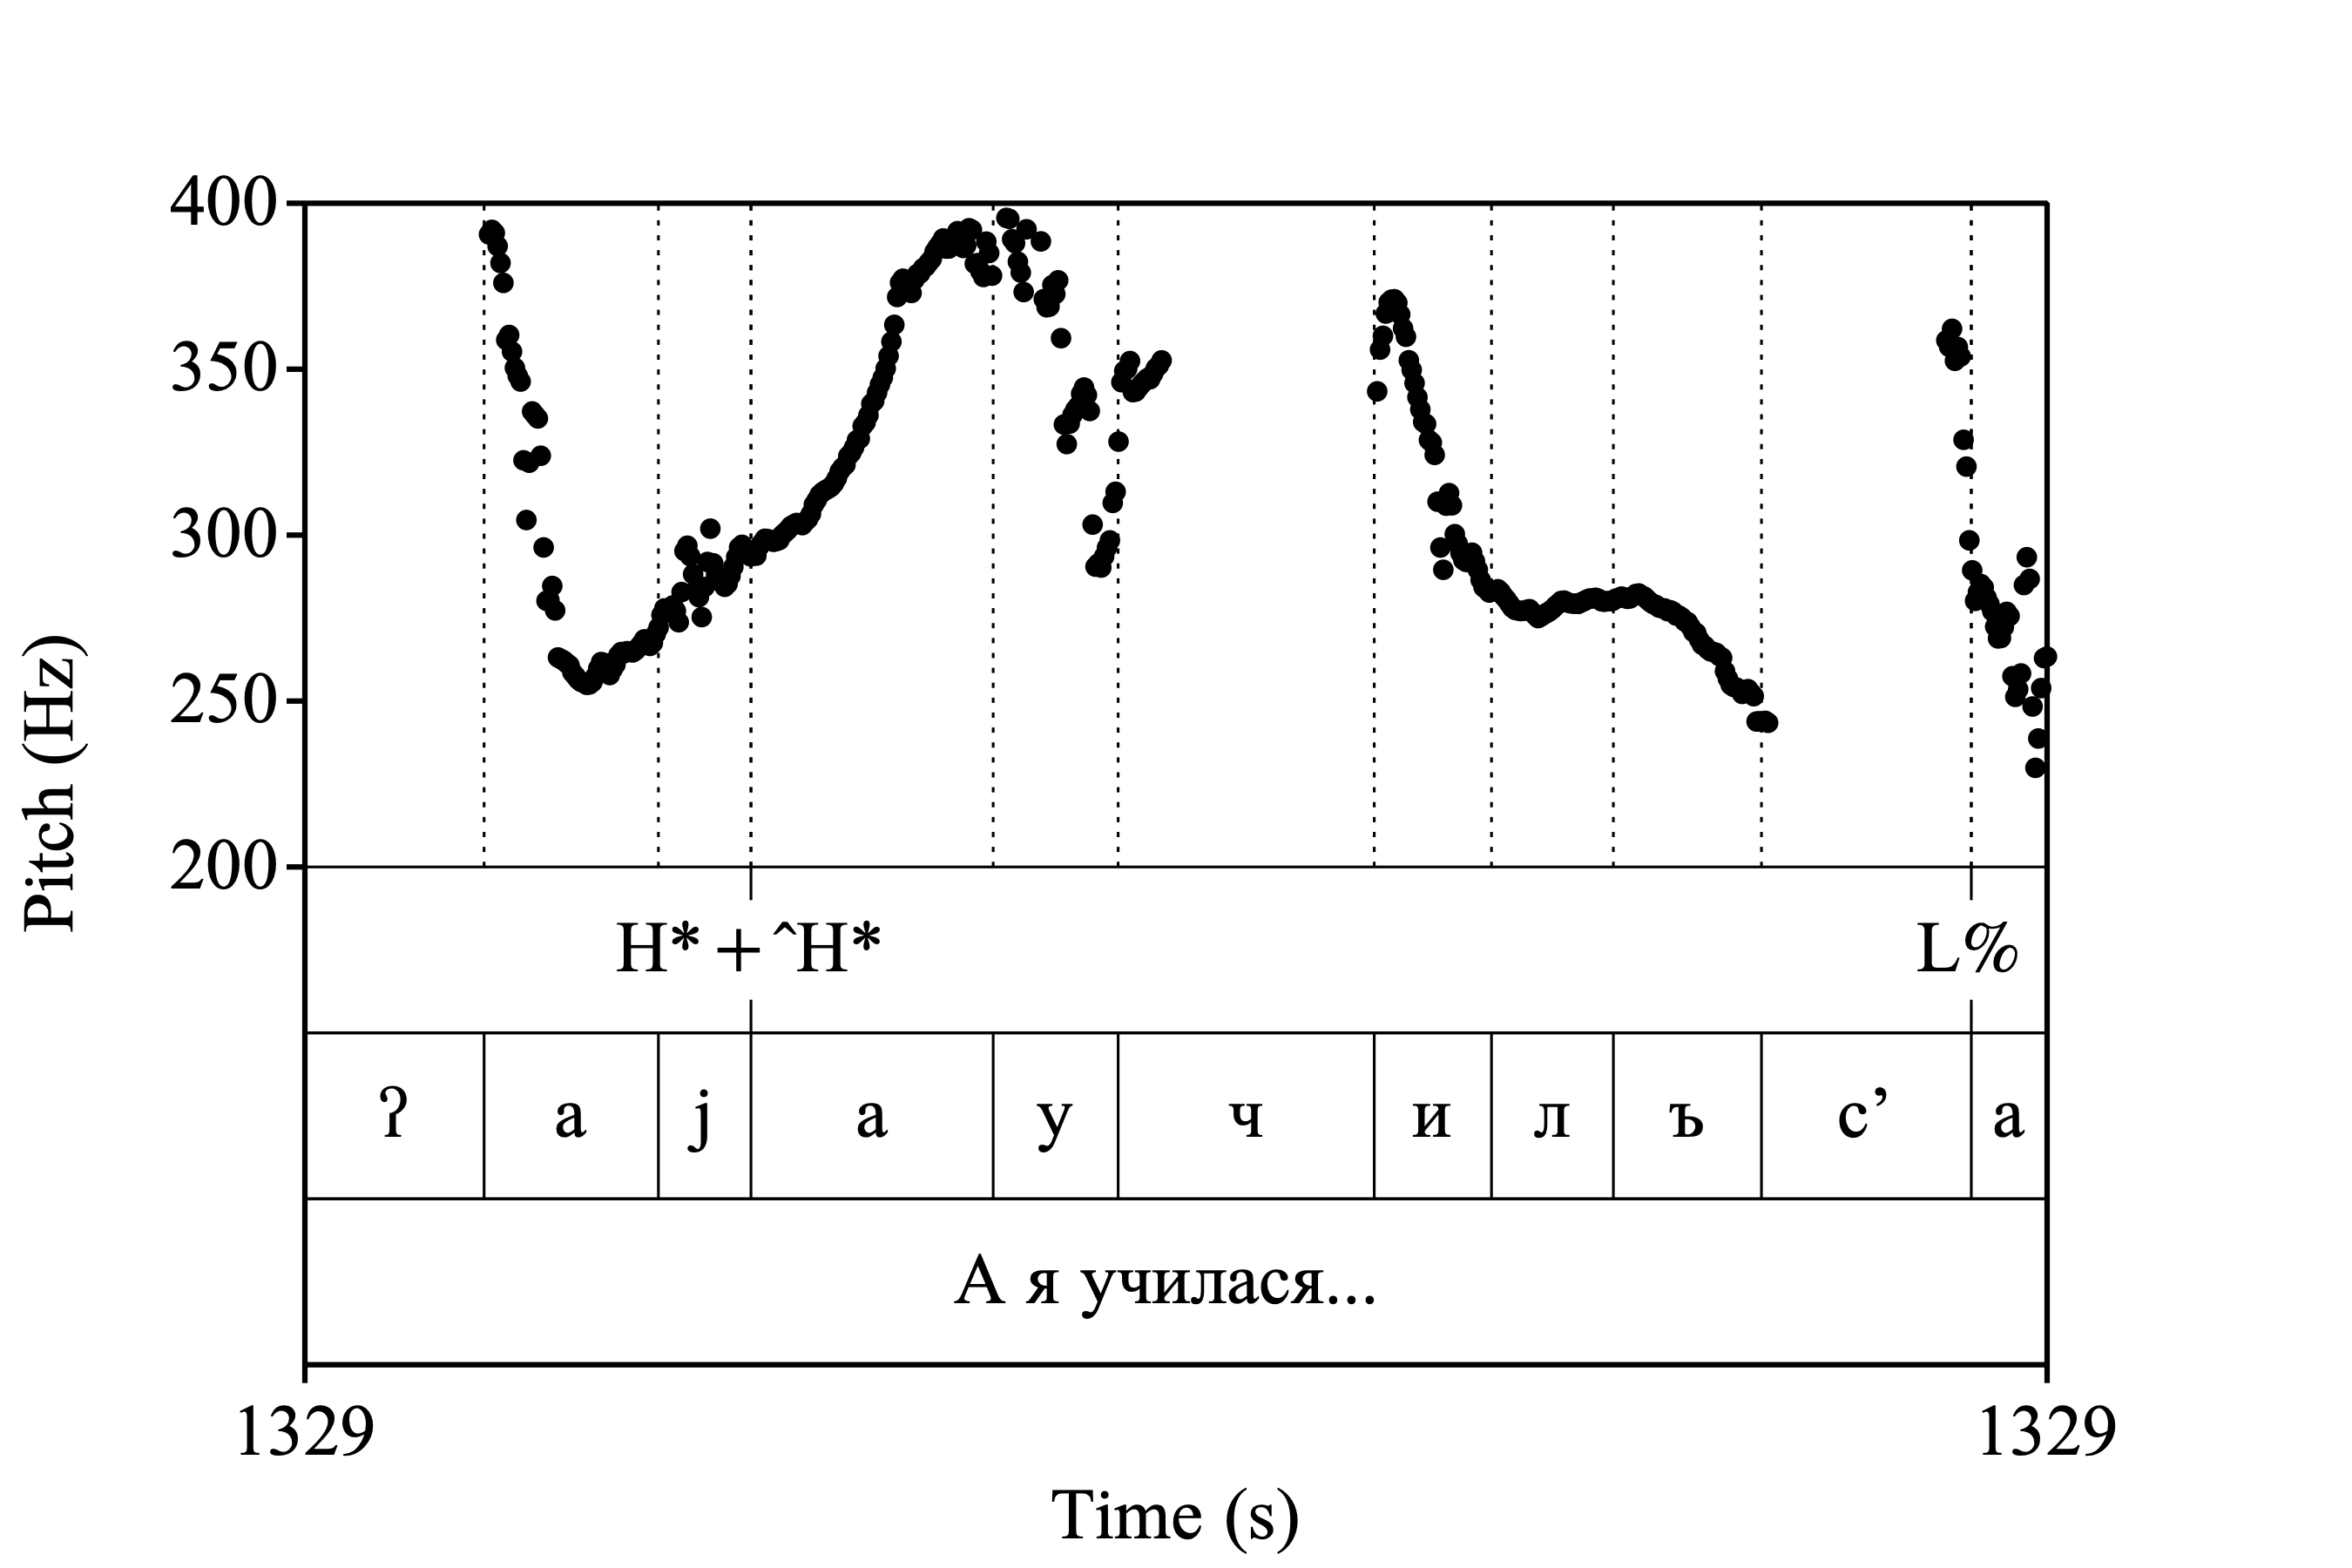 400
350
300
250
200
Pitch (Hz)
H*+^H* L%
ʔ а j а у ч и л ъ с’ а
А я училася...
1329 1329
Time (s)